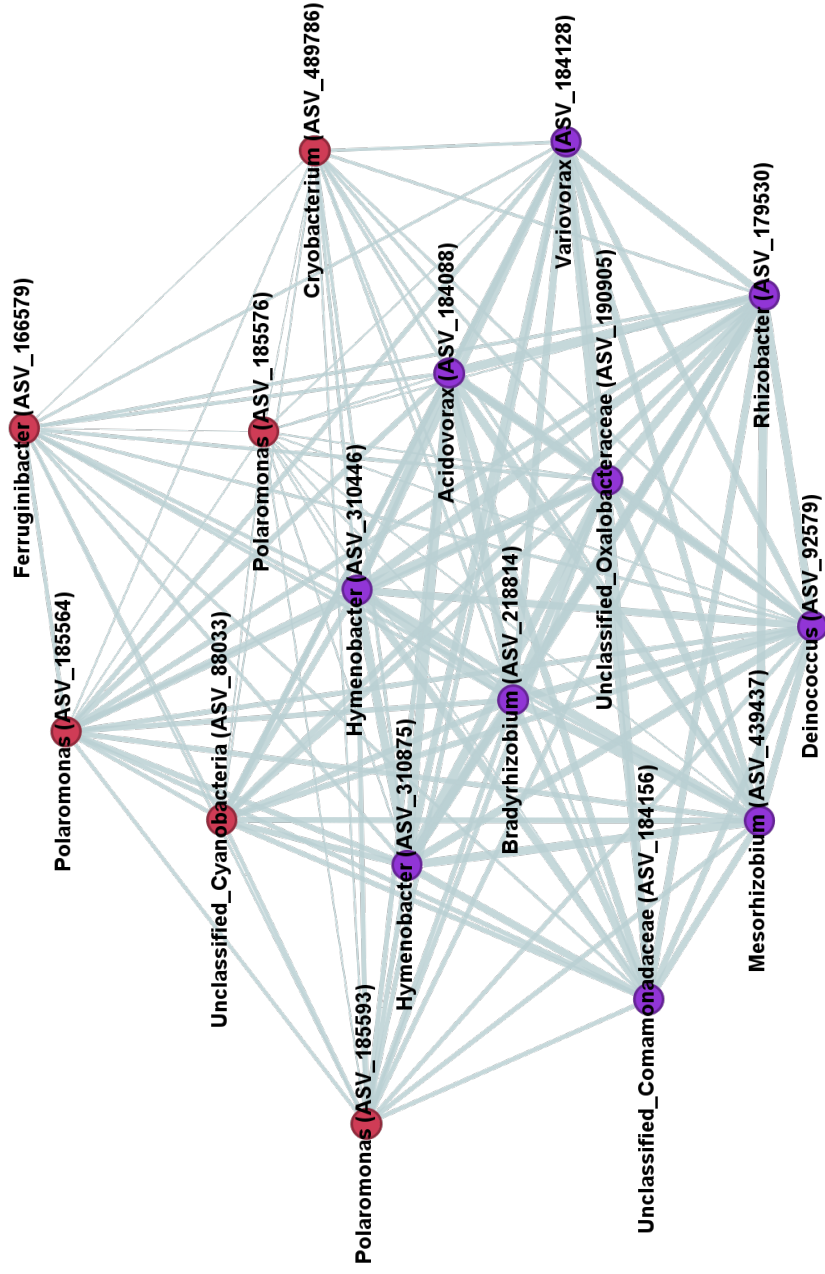 Ferruginibacter (ASV_166579)
Polaromonas (ASV_185564)
Unclassified_Cyanobacteria (ASV_88033)
Polaromonas (ASV_185576)
Cryobacterium (ASV_489786)
Hymenobacter (ASV_310446)
Polaromonas (ASV_185593)
Hymenobacter (ASV_310875)
Acidovorax (ASV_184088)
Bradyrhizobium (ASV_218814)
Variovorax (ASV_184128)
Unclassified_Oxalobacteraceae (ASV_190905)
Unclassified_Comamonadaceae (ASV_184156)
Mesorhizobium (ASV_439437)
Rhizobacter (ASV_179530)
Deinococcus (ASV_92579)